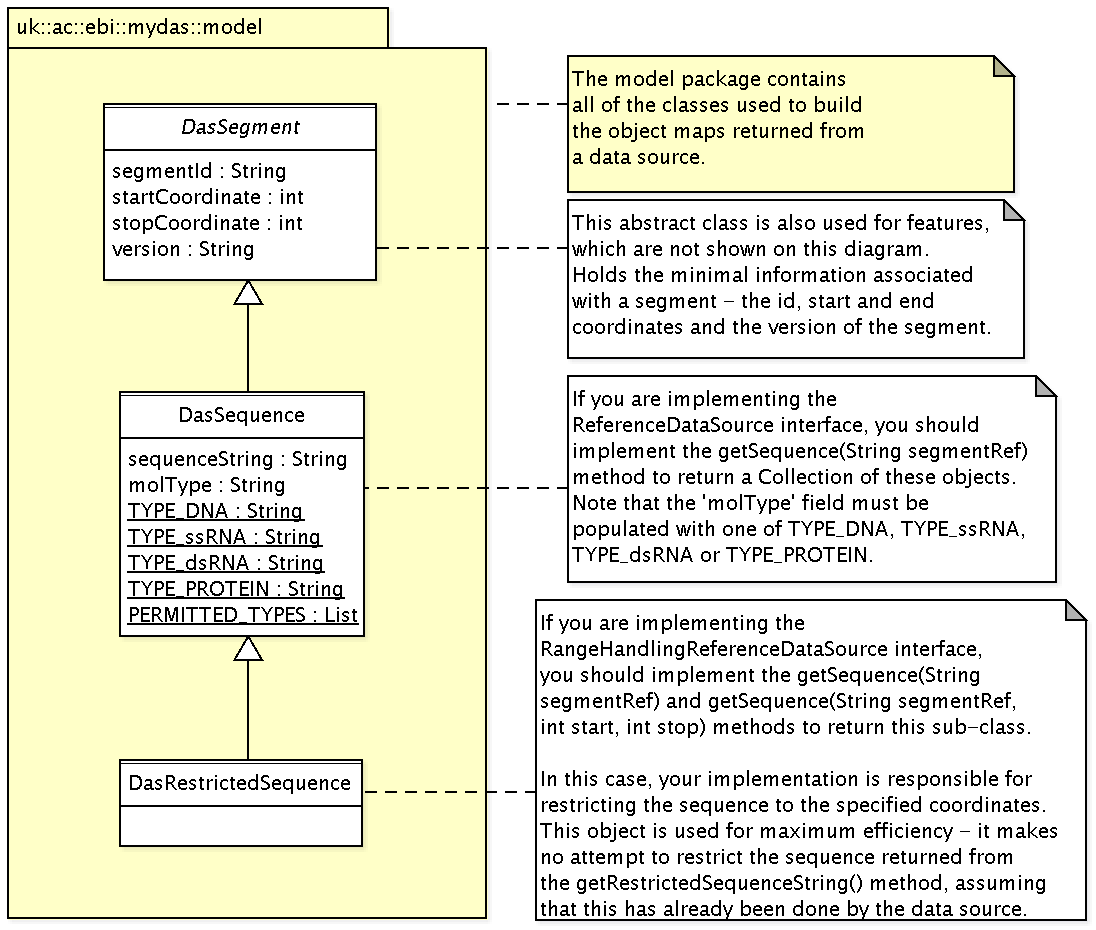 uk::ac::ebi::mydas::model
DasSegment
segmentId : String
startCoordinate : int
stopCoordinate : int
version : String
The model package contains
all of the classes used to build
the object maps returned from
a data source.
This abstract class is also used for features,
which are not shown on this diagram.
Holds the minimal information associated
with a segment – the id, start and end
coordinates and the version of the segment.
DasSequence
sequenceString : String
molType : String
TYPE_DNA : String
TYPE_ssRNA : String
TYPE_dsRNA : String
TYPE_PROTEIN : String
PERMITTED_TYPES : List
If you are implementing the
ReferenceDataSource interface, you should
implement the getSequence(String segmentRef)
method to return a Collection of these objects.
Note that the 'molType' field must be
populated with one of TYPE_DNA, TYPE_ssRNA,
TYPE_dsRNA or TYPE_PROTEIN.
DasRestrictedSequence
If you are implementing the
RangeHandlingReferenceDataSource interface,
you should implement the getSequence(String
segmentRef) and getSequence(String segmentRef,
int start, int stop) methods to return this sub–class.
In this case, your implementation is responsible for
restricting the sequence to the specified coordinates.
This object is used for maximum efficiency – it makes
no attempt to restrict the sequence returned from
the getRestrictedSequenceString() method, assuming
that this has already been done by the data source.